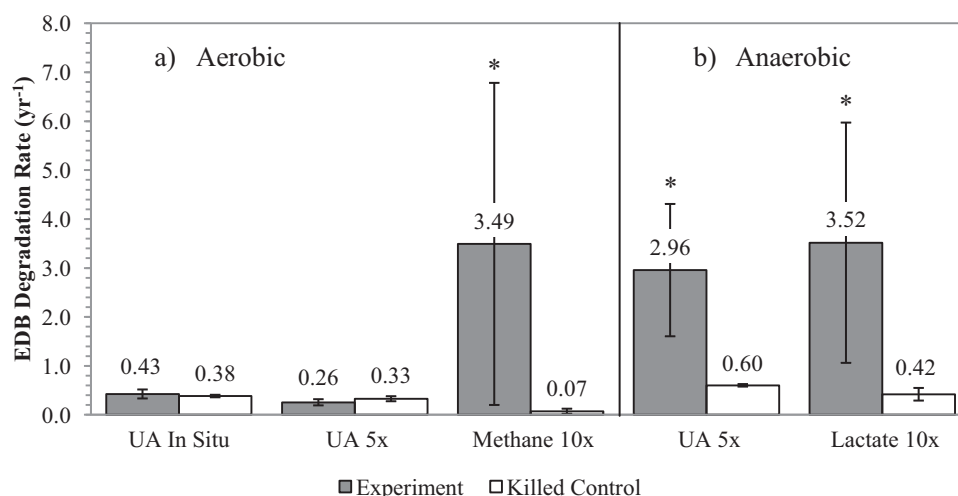 8.0
7.0
6.0
5.0
4.0
3.0
2.0
1.0
0.0
EDB Degradation Rate (yr⁻¹)
a) Aerobic
b) Anaerobic
*
*
*
3.49
2.96
3.52
0.43
0.38
0.26
0.33
0.07
0.60
0.42
UA In Situ
UA 5x
Methane 10x
UA 5x
Lactate 10x
Experiment
Killed Control